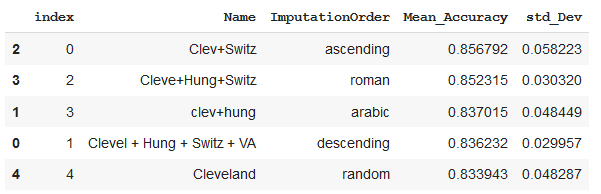 index Name ImputationOrder Mean_Accuracy std_Dev
2 0 Clev+Switz ascending 0.856792 0.058223
3 2 Cleve+Hung+Switz roman 0.852315 0.030320
1 3 clev+hung arabic 0.837015 0.048449
0 1 Clevel + Hung + Switz + VA descending 0.836232 0.029957
4 4 Cleveland random 0.833943 0.048287